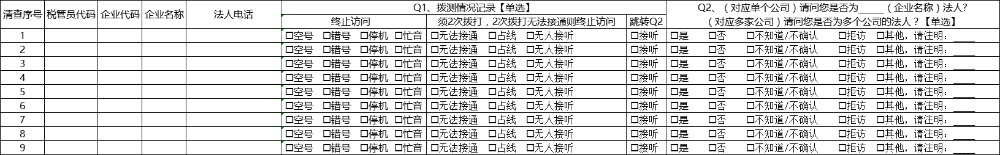 清查序号 税管员代码 企业代码 企业名称 法人电话 Q1、拨测情况记录【单选】 Q2、（对应单个公司）请问您是否为_____（企业名称）法人?
终止访问 须2次拨打，2次拨打无法接通则终止访问 跳转Q2 （对应多家公司）请问您是否为多个公司的法人？【单选】
1 □空号 □错号 □停机 □忙音 □无法接通 □占线 □无人接听 □接听 □是 □否 □不知道/不确认 □拒访 □其他，请注明：____
2 □空号 □错号 □停机 □忙音 □无法接通 □占线 □无人接听 □接听 □是 □否 □不知道/不确认 □拒访 □其他，请注明：____
3 □空号 □错号 □停机 □忙音 □无法接通 □占线 □无人接听 □接听 □是 □否 □不知道/不确认 □拒访 □其他，请注明：____
4 □空号 □错号 □停机 □忙音 □无法接通 □占线 □无人接听 □接听 □是 □否 □不知道/不确认 □拒访 □其他，请注明：____
5 □空号 □错号 □停机 □忙音 □无法接通 □占线 □无人接听 □接听 □是 □否 □不知道/不确认 □拒访 □其他，请注明：____
6 □空号 □错号 □停机 □忙音 □无法接通 □占线 □无人接听 □接听 □是 □否 □不知道/不确认 □拒访 □其他，请注明：____
7 □空号 □错号 □停机 □忙音 □无法接通 □占线 □无人接听 □接听 □是 □否 □不知道/不确认 □拒访 □其他，请注明：____
8 □空号 □错号 □停机 □忙音 □无法接通 □占线 □无人接听 □接听 □是 □否 □不知道/不确认 □拒访 □其他，请注明：____
9 □空号 □错号 □停机 □忙音 □无法接通 □占线 □无人接听 □接听 □是 □否 □不知道/不确认 □拒访 □其他，请注明：____